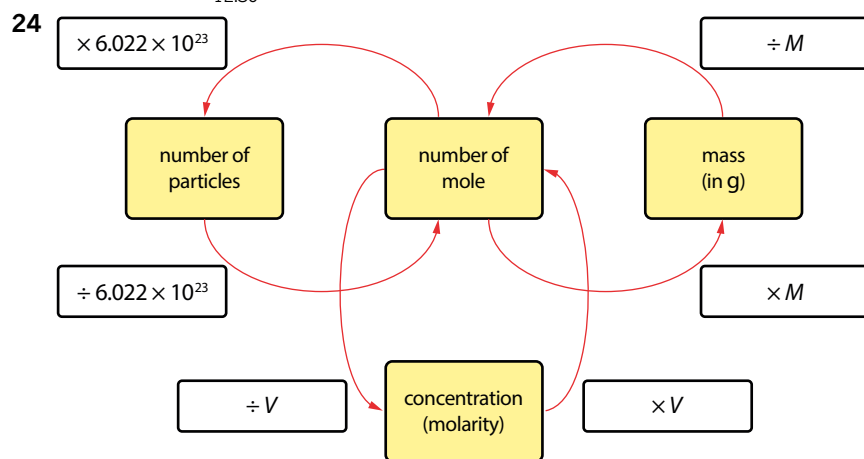 24
× 6.022 × 10²³
÷ M
number of
particles
number of
mole
mass
(in g)
÷ 6.022 × 10²³
× M
÷ V
concentration
(molarity)
× V